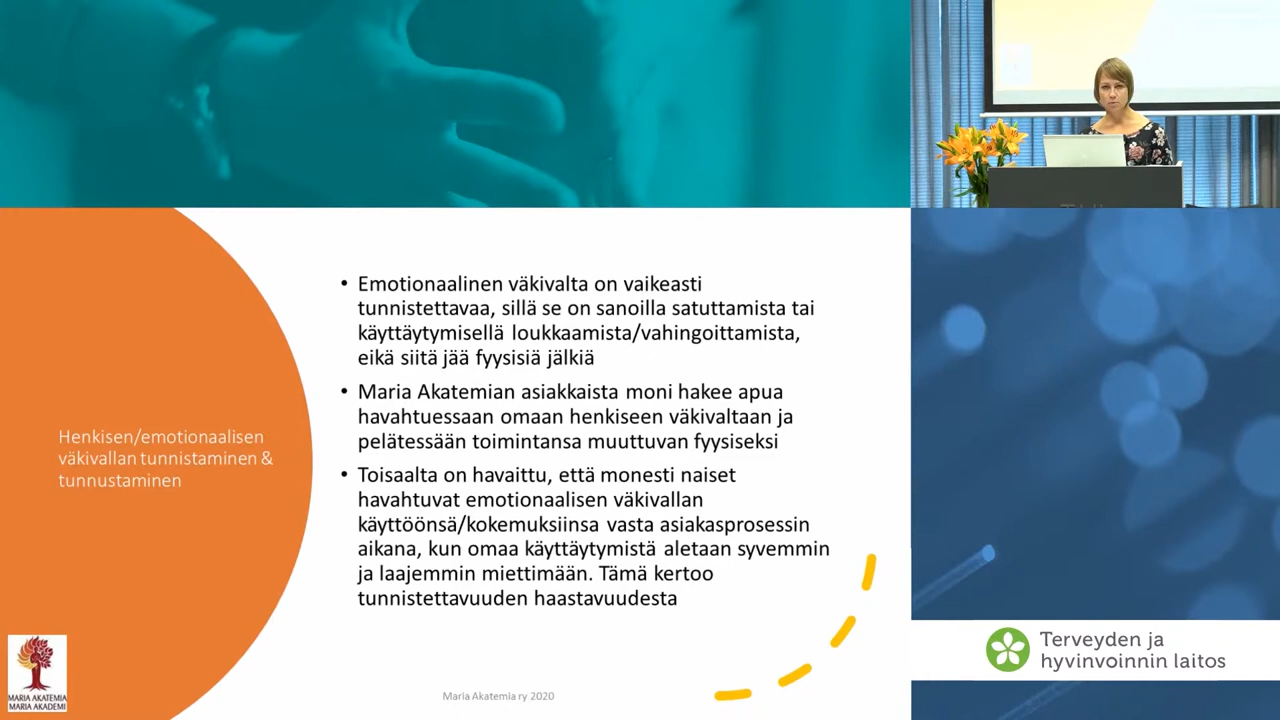 Henkisen/emotionaalisen
väkivallan tunnistaminen &
tunnustaminen
• Emotionaalinen väkivalta on vaikeasti
tunnistettavaa, sillä se on sanoilla satuttamista tai
käyttäytymisellä loukkaamista/vahingoittamista,
eikä siitä jää fyysisiä jälkiä
• Maria Akatemian asiakkaista moni hakee apua
havahtuessaan omaan henkiseen väkivaltaan ja
pelätessään toimintansa muuttuvan fyysiseksi
• Toisaalta on havaittu, että monesti naiset
havahtuvat emotionaalisen väkivallan
käyttöönsä/kokemuksiinsa vasta asiakasprosessin
aikana, kun omaa käyttäytymistä aletaan syvemmin
ja laajemmin miettimään. Tämä kertoo
tunnistettavuuden haastavuudesta
MARIA AKATEMIA
MARIA AKADEMI
Maria Akatemia ry 2020
Terveyden ja
hyvinvoinnin laitos